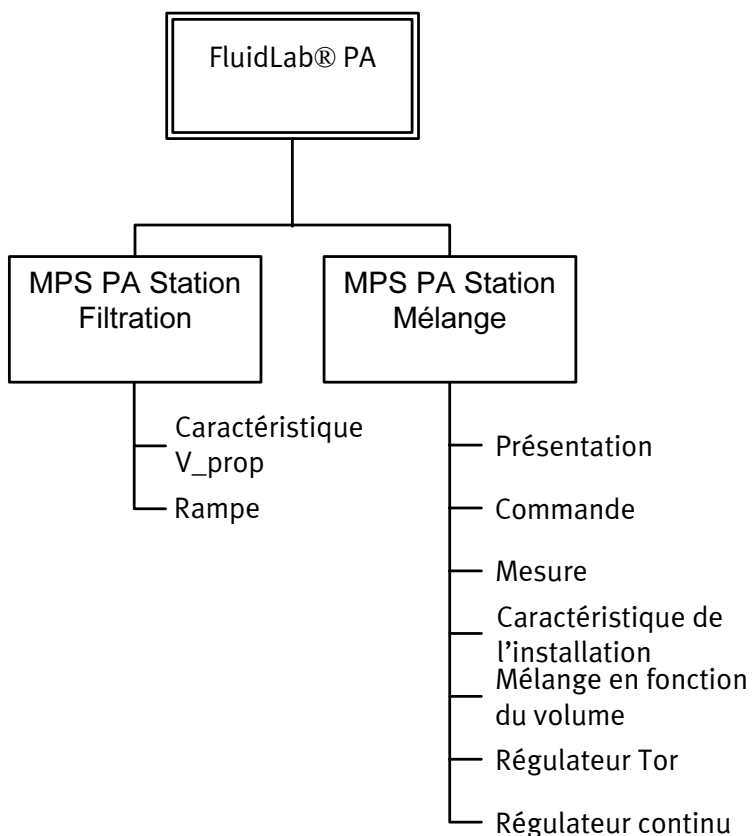 FluidLab® PA
MPS PA Station
Filtration
Caractéristique
V_prop
Rampe
MPS PA Station
Mélange
Présentation
Commande
Mesure
Caractéristique de
l’installation
Mélange en fonction
du volume
Régulateur Tor
Régulateur continu